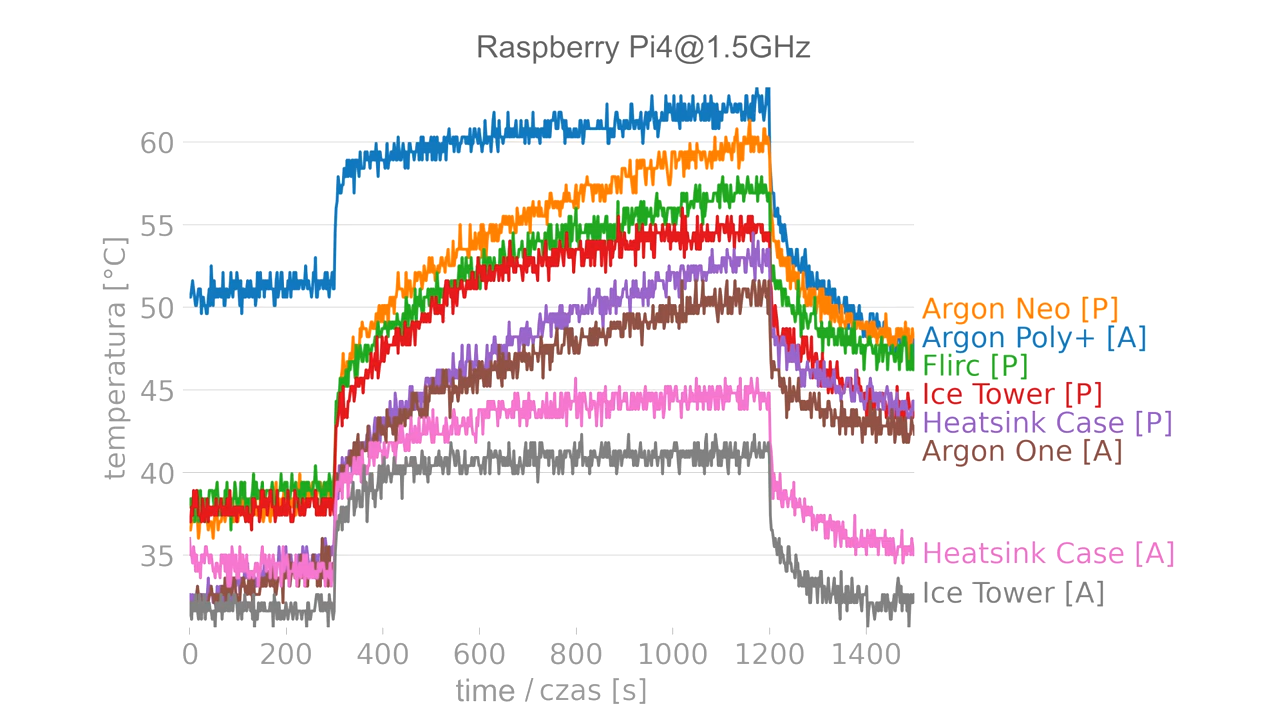 Raspberry Pi4@1.5GHz
temperatura [°C]
60
55
50
45
40
35
0 200 400 600 800 1000 1200 1400
time / czas [s]
Argon Neo [P]
Argon Poly+ [A]
Flirc [P]
Ice Tower [P]
Heatsink Case [P]
Argon One [A]
Heatsink Case [A]
Ice Tower [A]